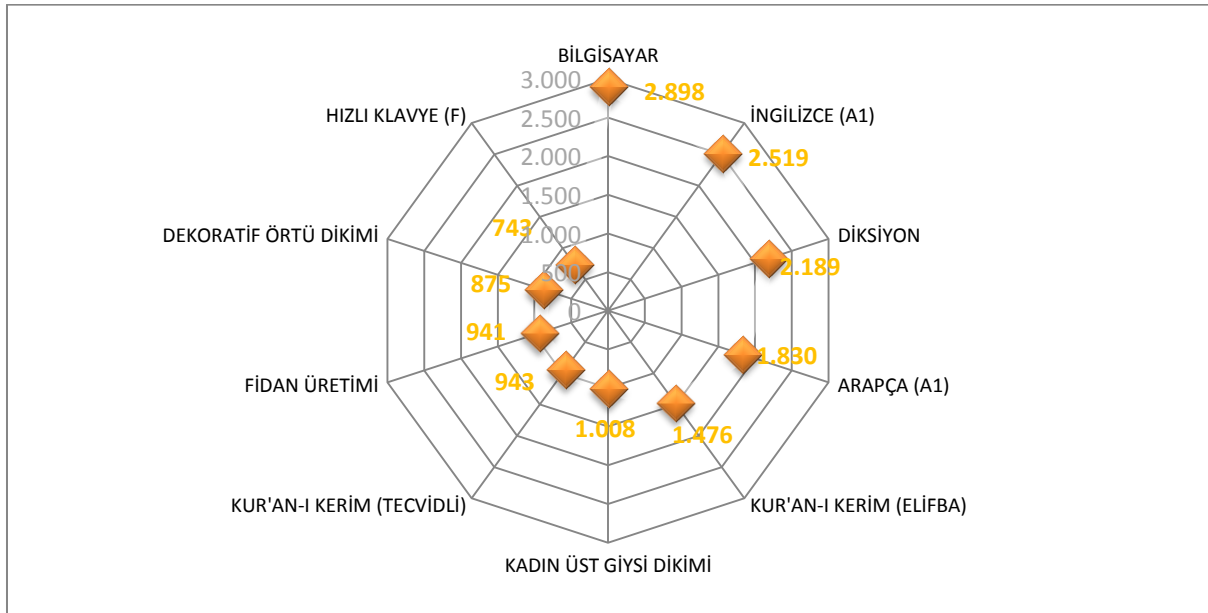 BİLGİSAYAR
3.000
2.898
HIZLI KLAVYE (F)
İNGİLİZCE (A1)
2.500
2.000
2.519
1.500
743
1.000
DEKORATİF ÖRTÜ DİKİMİ
DİKSİYON
500
2.189
875
0
941
1.830
FİDAN ÜRETİMİ
943
ARAPÇA (A1)
1.008
1.476
KUR'AN-I KERİM (TECVİDLİ)
KUR'AN-I KERİM (ELİFBA)
KADIN ÜST GİYSİ DİKİMİ